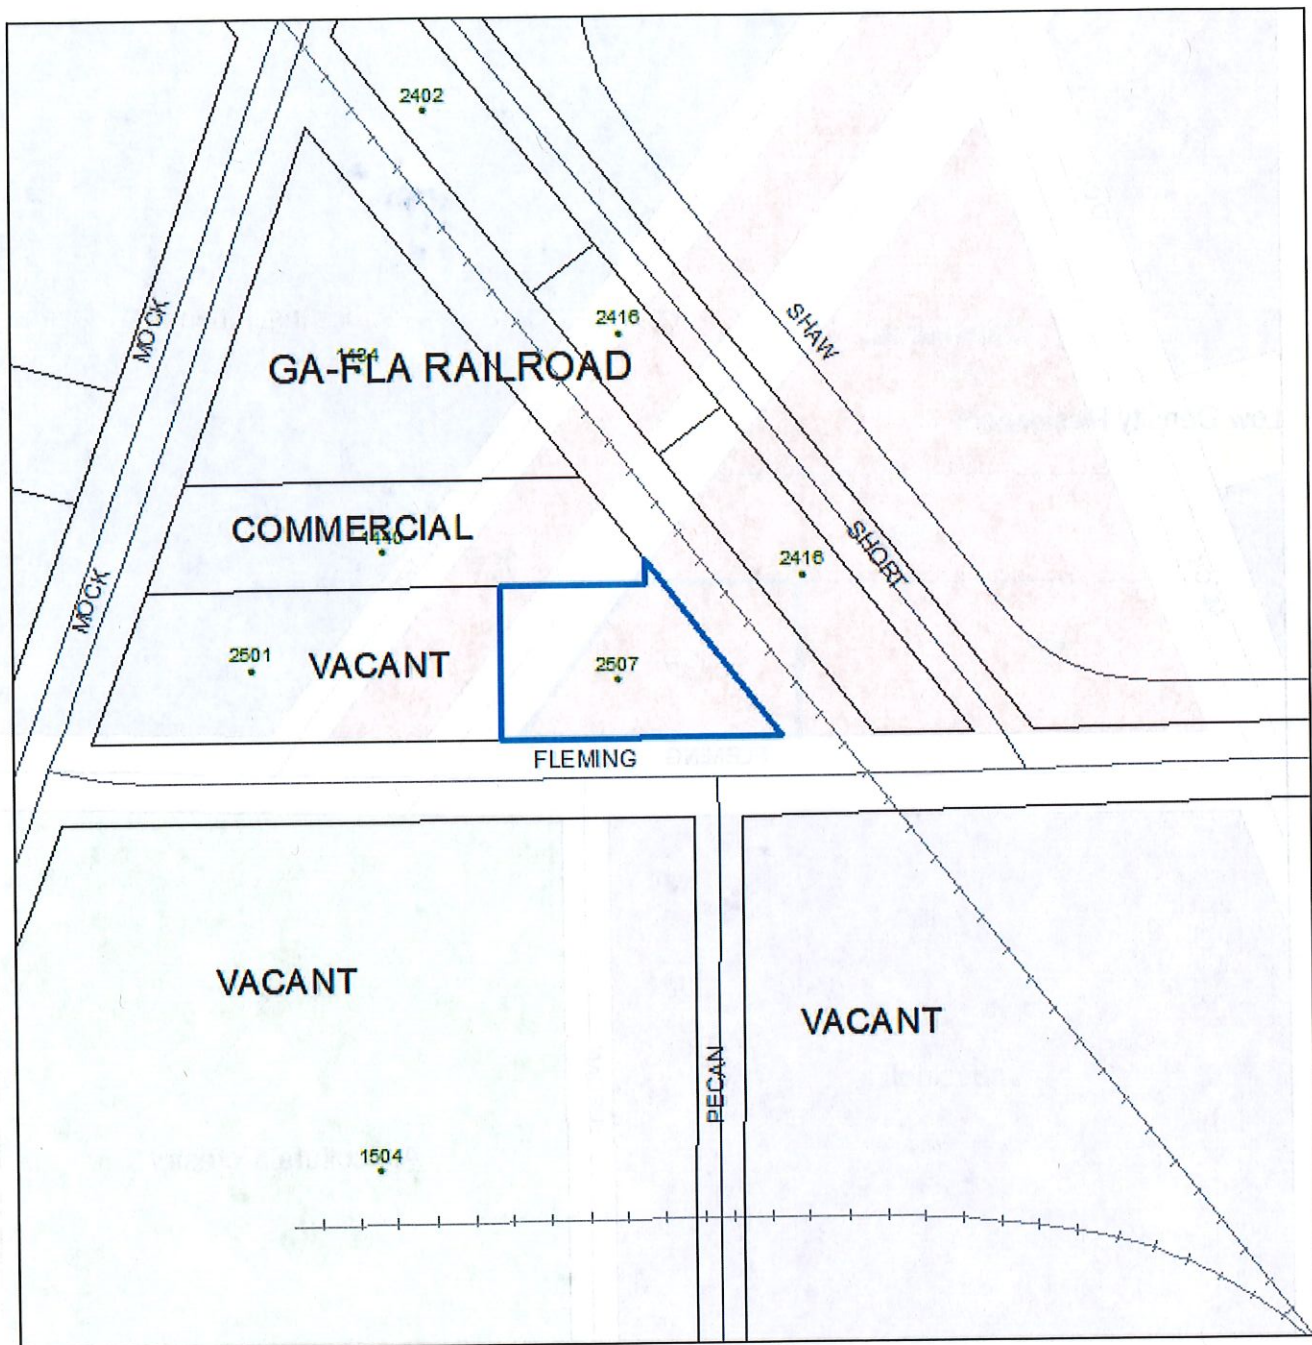 2402
MOCK
SHAW
2416
GA-FLA RAILROAD
COMMERCIAL
SHORT
2416
MOCK
2501
VACANT
2507
FLEMING
VACANT
VACANT
PECAN
1504